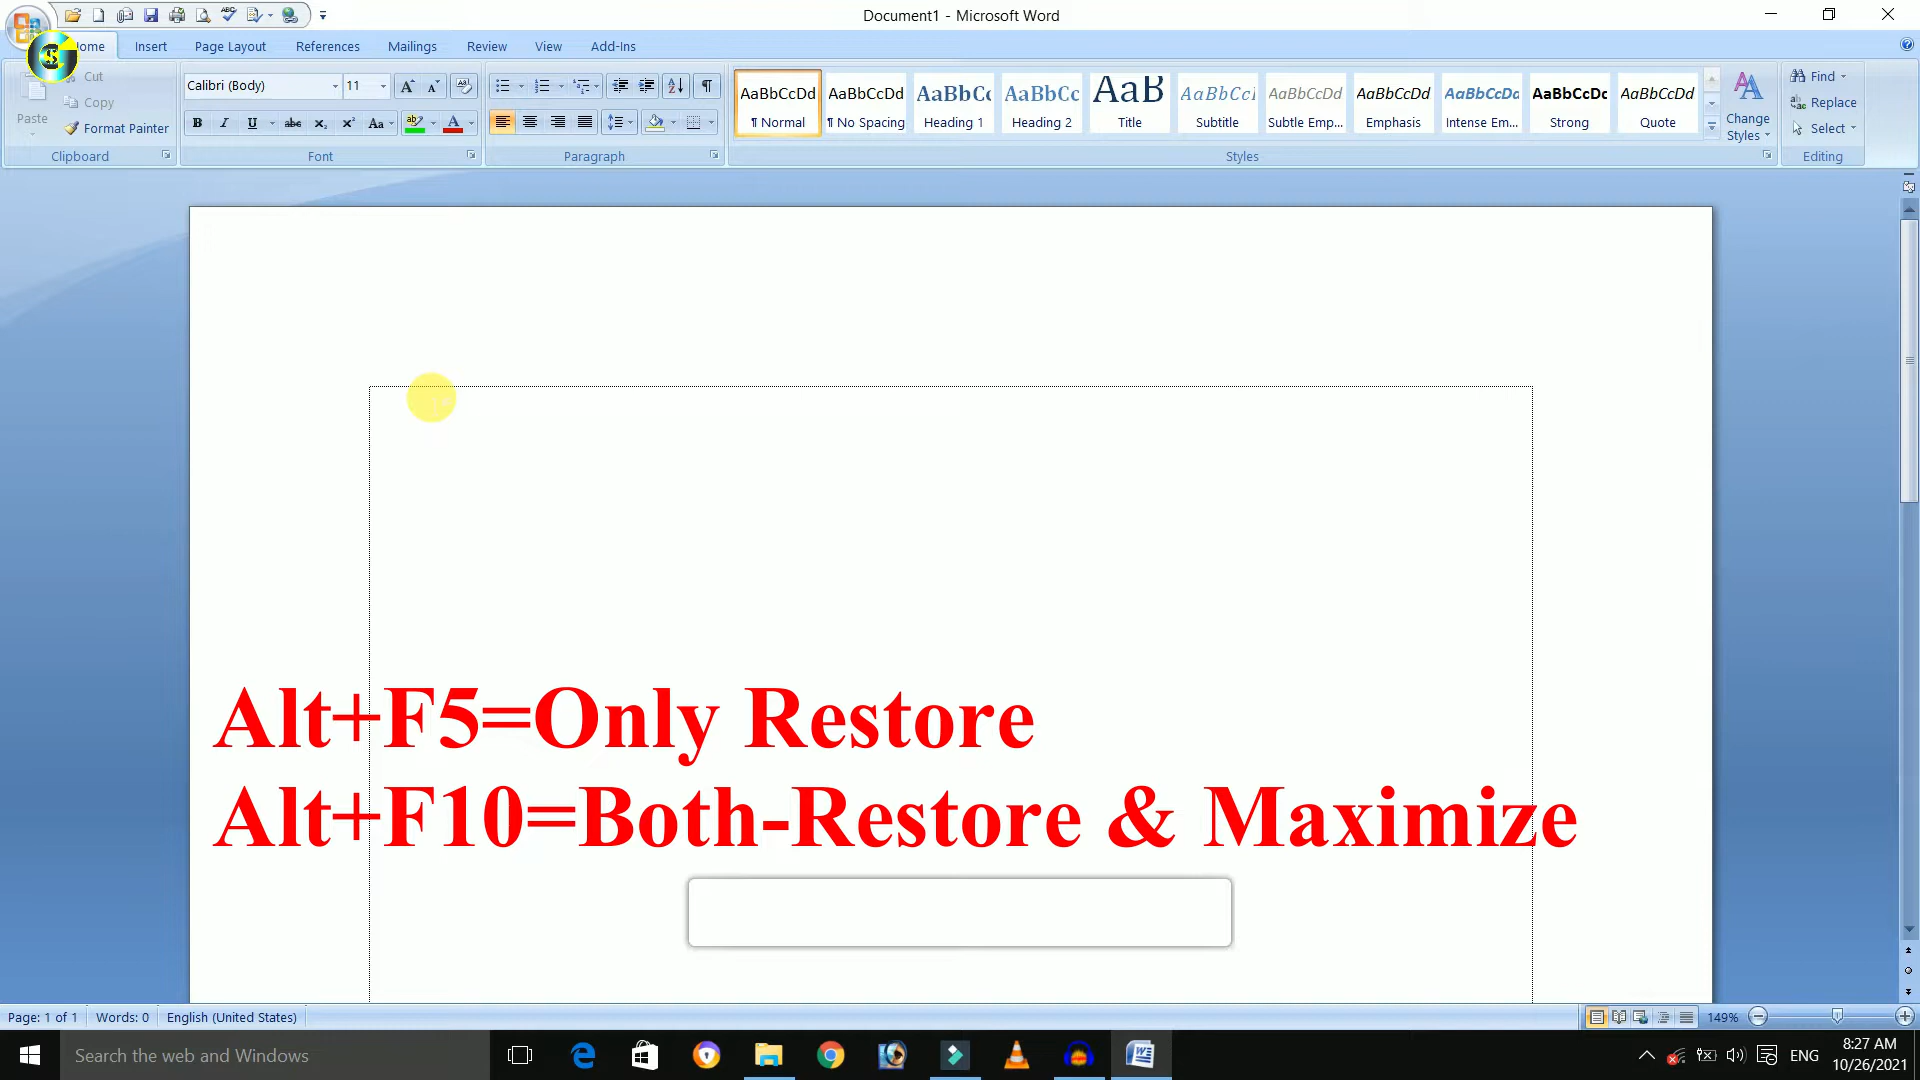 Document1 - Microsoft Word
Home Insert Page Layout References Mailings Review View Add-Ins
Cut
Copy
Paste
Format Painter
Clipboard
Calibri (Body) 11
Font
Paragraph
AaBbCcDd AaBbCcDd AaBbCc AaBbCc AaB AaBbCcI AaBbCcDd AaBbCcDd AaBbCcDd AaBbCcDc AaBbCcDd
¶ Normal ¶ No Spacing Heading 1 Heading 2 Title Subtitle Subtle Emp... Emphasis Intense Em... Strong Quote
Change
Styles
Styles
Find
Replace
Select
Editing
Alt+F5=Only Restore
Alt+F10=Both-Restore & Maximize
Page: 1 of 1 Words: 0 English (United States) 149%
Search the web and Windows
ENG
8:27 AM
10/26/2021